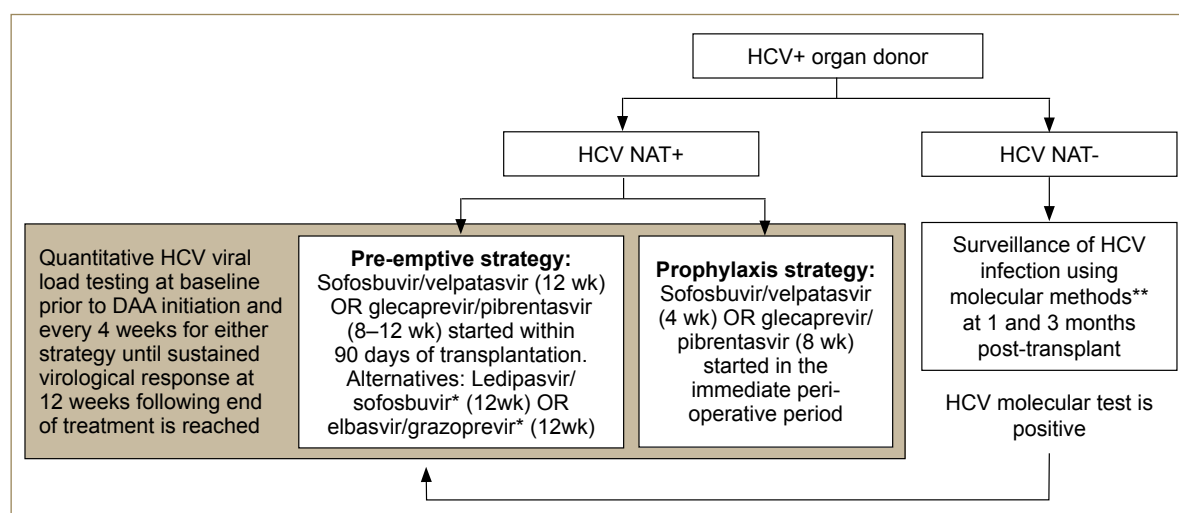 HCV+ organ donor
HCV NAT+
HCV NAT-
Quantitative HCV viral
load testing at baseline
prior to DAA initiation and
every 4 weeks for either
strategy until sustained
virological response at
12 weeks following end
of treatment is reached
Pre-emptive strategy:
Sofosbuvir/velpatasvir (12 wk)
OR glecaprevir/pibrentasvir
(8–12 wk) started within
90 days of transplantation.
Alternatives: Ledipasvir/
sofosbuvir* (12wk) OR
elbasvir/grazoprevir* (12wk)
Prophylaxis strategy:
Sofosbuvir/velpatasvir
(4 wk) OR glecaprevir/
pibrentasvir (8 wk)
started in the
immediate peri-
operative period
Surveillance of HCV
infection using
molecular methods**
at 1 and 3 months
post-transplant
HCV molecular test is
positive